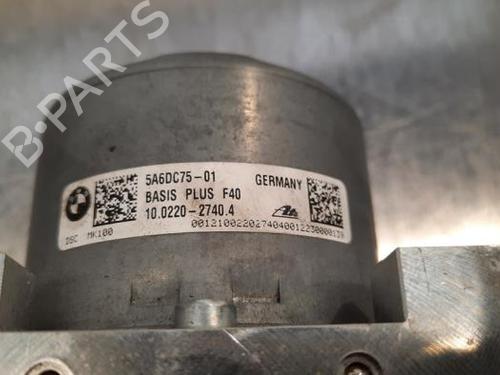 B-PARTS
5A6DC75-01
BASIS PLUS F40
GERMANY
10.0220-2740.4
DSC MK100